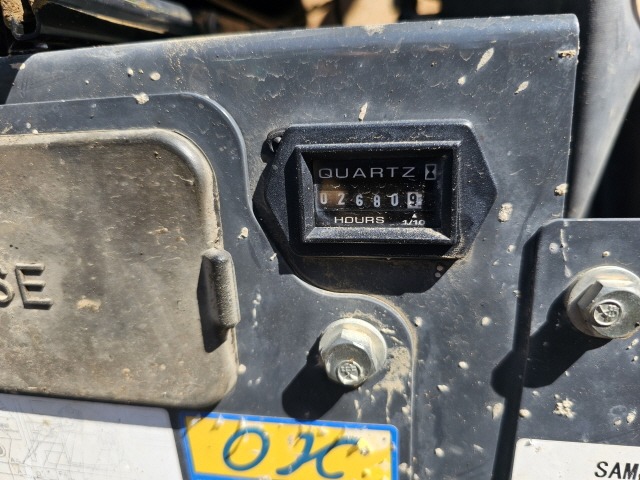 QUARTZ
026809
HOURS 1/10
SE
OK
SAM